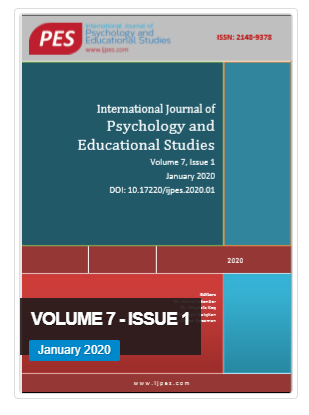 PES
International Journal of
Psychology and
Educational Studies
www.ijpes.com
ISSN: 2148-9378
International Journal of
Psychology and
Educational Studies
Volume 7, Issue 1
January 2020
DOI: 10.17220/ijpes.2020.01
2020
Editors
VOLUME 7 - ISSUE 1
January 2020
www.ijpes.com